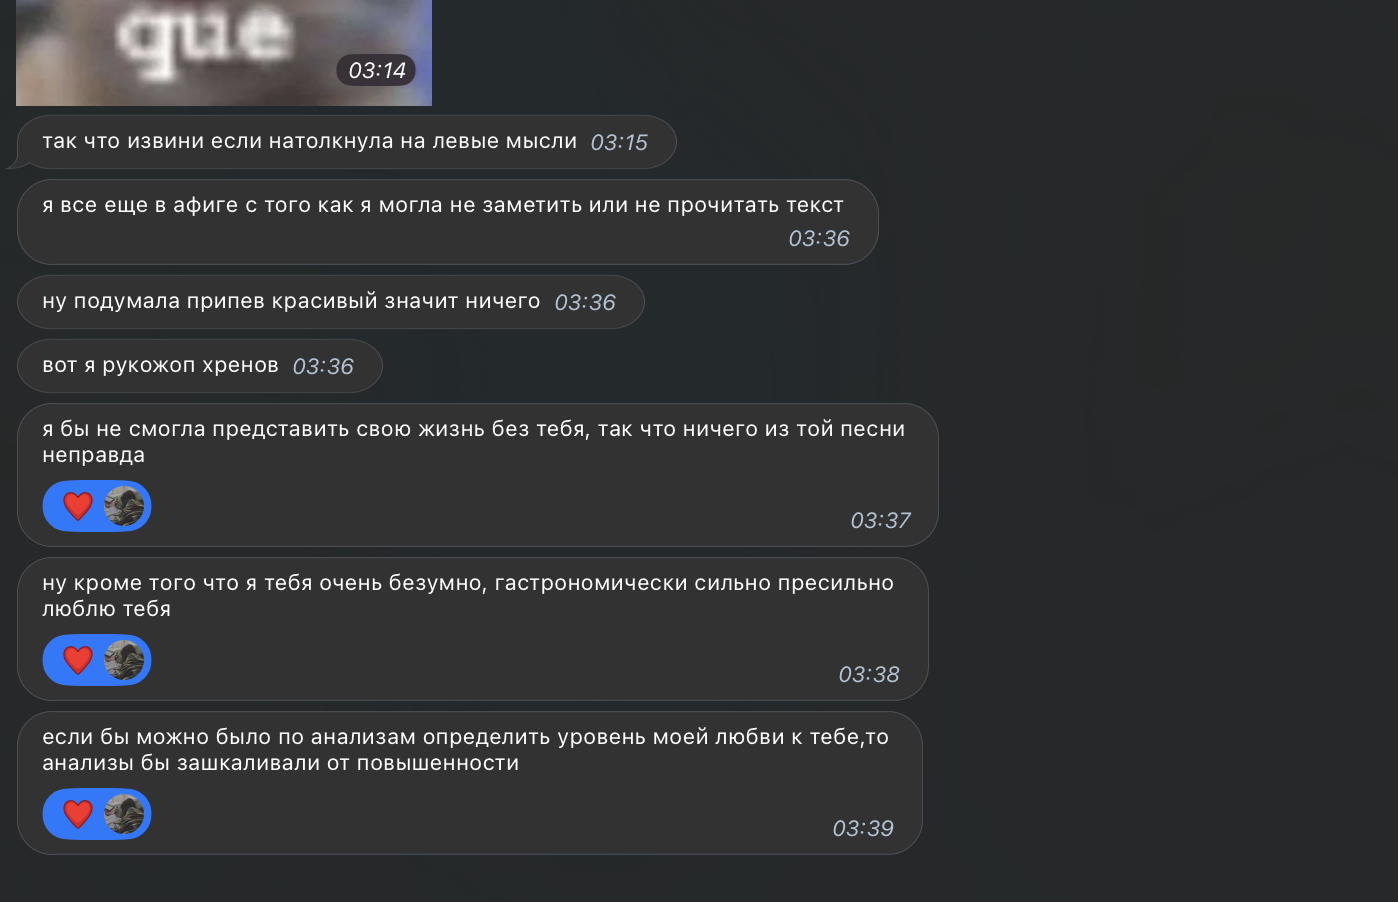 que
03:14
так что извини если натолкнула на левые мысли 03:15
я все еще в афиге с того как я могла не заметить или не прочитать текст
03:36
ну подумала припев красивый значит ничего 03:36
вот я рукожоп хренов 03:36
я бы не смогла представить свою жизнь без тебя, так что ничего из той песни
неправда
03:37
ну кроме того что я тебя очень безумно, гастрономически сильно пресильно
люблю тебя
03:38
если бы можно было по анализам определить уровень моей любви к тебе,то
анализы бы зашкаливали от повышенности
03:39